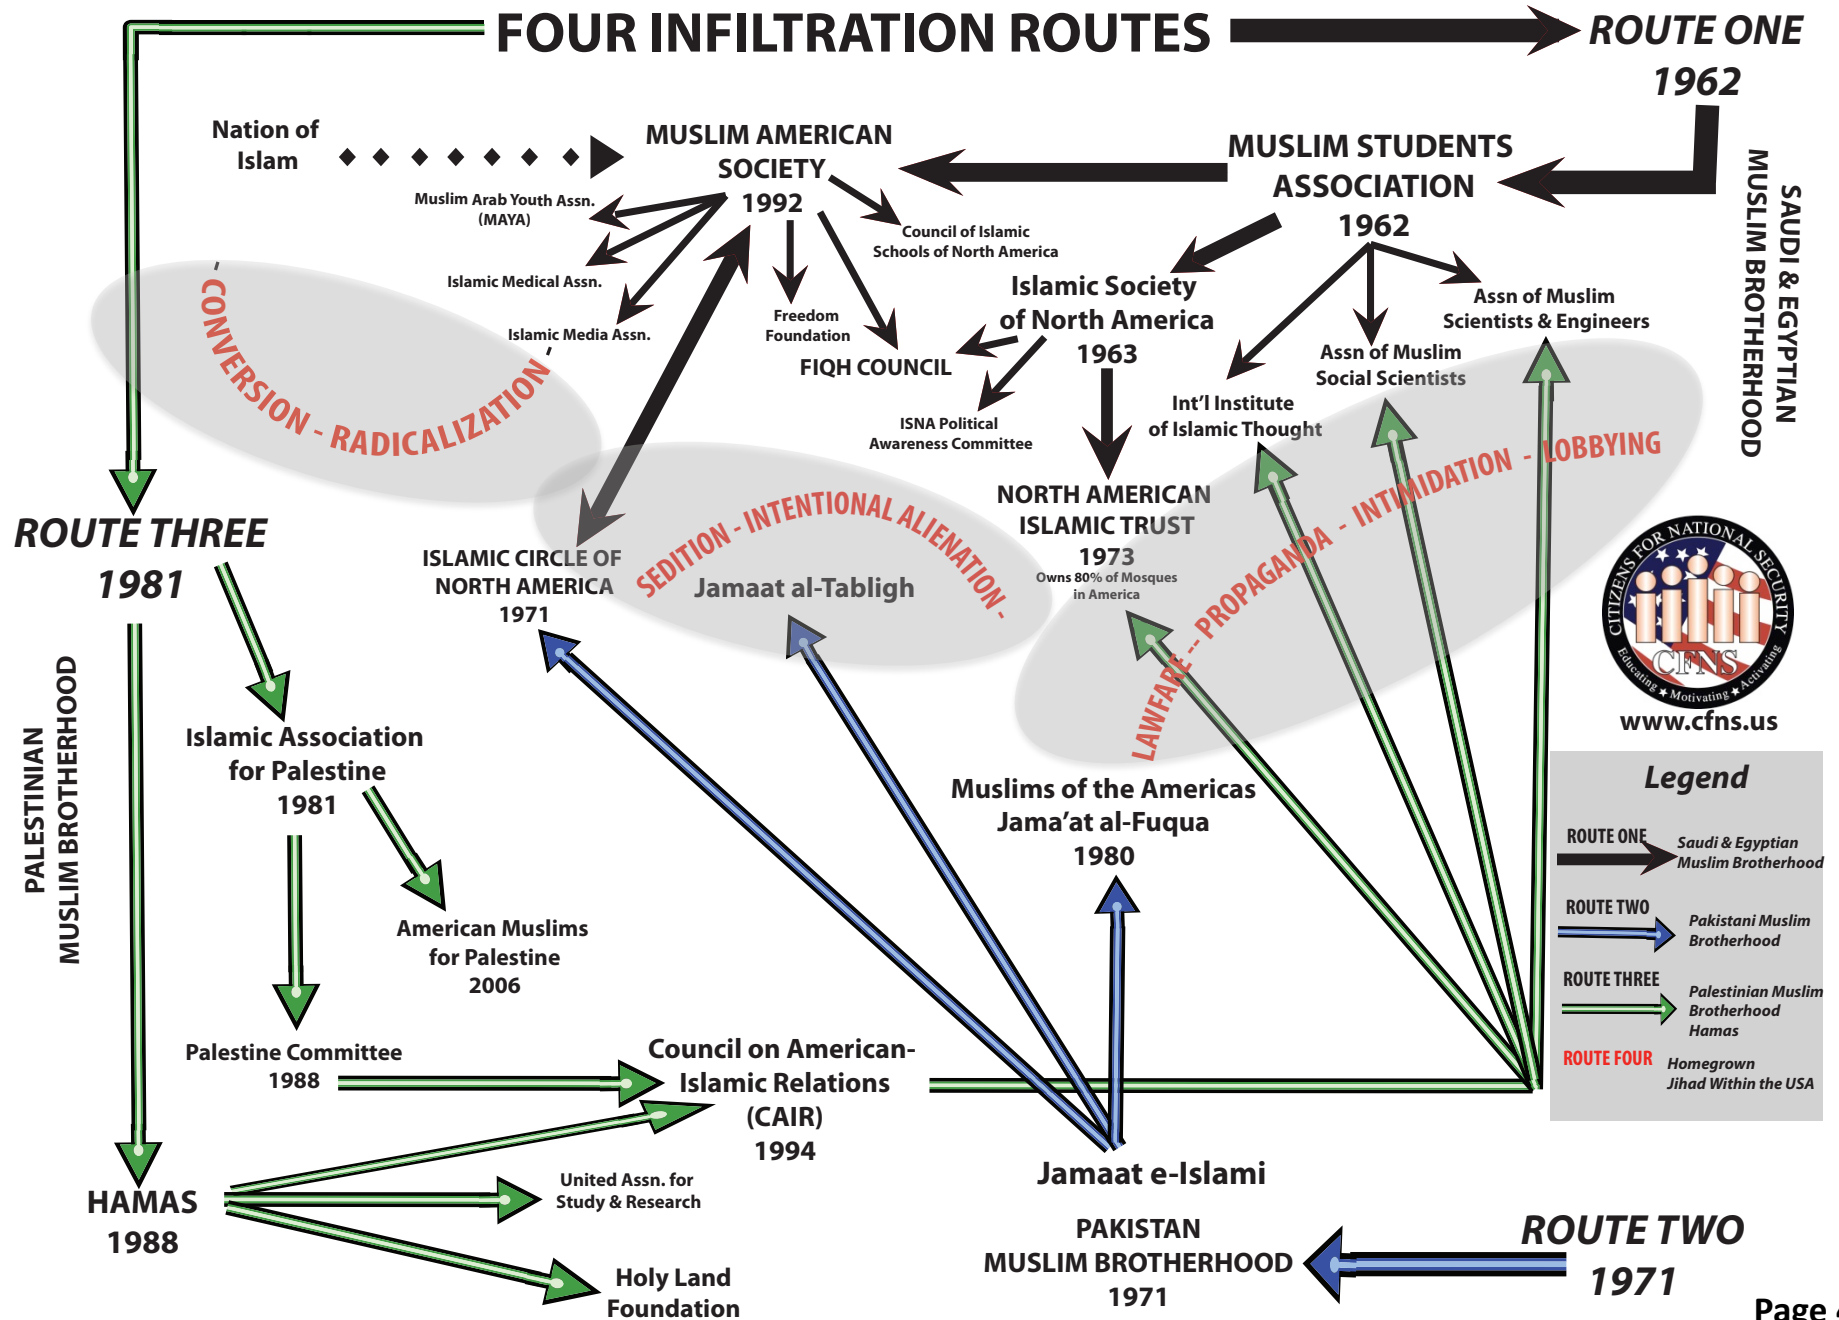 FOUR INFILTRATION ROUTES
ROUTE ONE
1962
SAUDI & EGYPTIAN
MUSLIM BROTHERHOOD
Nation of
Islam
MUSLIM AMERICAN
SOCIETY
1992
MUSLIM STUDENTS
ASSOCIATION
1962
Muslim Arab Youth Assn.
(MAYA)
Islamic Medical Assn.
Islamic Media Assn.
Freedom
Foundation
FIQH COUNCIL
Council of Islamic
Schools of North America
Islamic Society
of North America
1963
ISNA Political
Awareness Committee
Assn of Muslim
Scientists & Engineers
Assn of Muslim
Social Scientists
Int'l Institute
of Islamic Thought
- CONVERSION - RADICALIZATION -
SEDITION - INTENTIONAL ALIENATION -
LAWFARE -- PROPAGANDA - INTIMIDATION - LOBBYING
NORTH AMERICAN
ISLAMIC TRUST
1973
Owns 80% of Mosques
in America
ROUTE THREE
1981
ISLAMIC CIRCLE OF
NORTH AMERICA
1971
Jamaat al-Tabligh
CITIZENS FOR NATIONAL SECURITY
CFNS
Educating ★ Motivating ★ Activating
www.cfns.us
PALESTINIAN
MUSLIM BROTHERHOOD
Islamic Association
for Palestine
1981
Muslims of the Americas
Jama'at al-Fuqua
1980
American Muslims
for Palestine
2006
Palestine Committee
1988
Council on American-
Islamic Relations
(CAIR)
1994
HAMAS
1988
United Assn. for
Study & Research
Holy Land
Foundation
Jamaat e-Islami
PAKISTAN
MUSLIM BROTHERHOOD
1971
ROUTE TWO
1971
Legend
ROUTE ONE
Saudi & Egyptian
Muslim Brotherhood
ROUTE TWO
Pakistani Muslim
Brotherhood
ROUTE THREE
Palestinian Muslim
Brotherhood
Hamas
ROUTE FOUR
Homegrown
Jihad Within the USA
Page